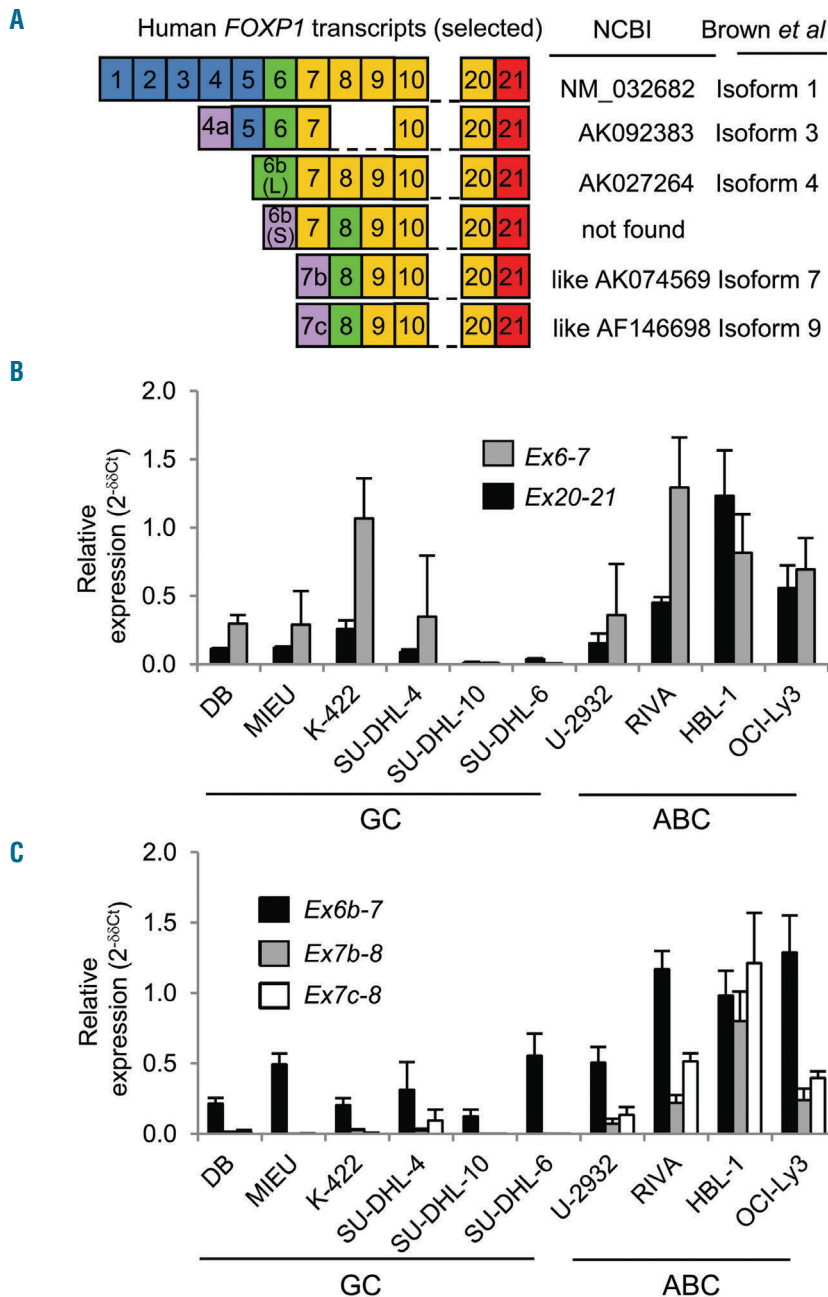 A
Human FOXP1 transcripts (selected) NCBI Brown et al
1 2 3 4 5 6 7 8 9 10 20 21 NM_032682 Isoform 1
4a 5 6 7 10 20 21 AK092383 Isoform 3
6b (L) 7 8 9 10 20 21 AK027264 Isoform 4
6b (S) 7 8 9 10 20 21 not found
7b 8 9 10 20 21 like AK074569 Isoform 7
7c 8 9 10 20 21 like AF146698 Isoform 9
B
Relative expression (2-δδCt)
2.0
1.5
1.0
0.5
0.0
Ex6-7
Ex20-21
DB MIEU K-422 SU-DHL-4 SU-DHL-10 SU-DHL-6 U-2932 RIVA HBL-1 OCI-Ly3
GC ABC
C
Relative expression (2-δδCt)
2.0
1.5
1.0
0.5
0.0
Ex6b-7
Ex7b-8
Ex7c-8
DB MIEU K-422 SU-DHL-4 SU-DHL-10 SU-DHL-6 U-2932 RIVA HBL-1 OCI-Ly3
GC ABC